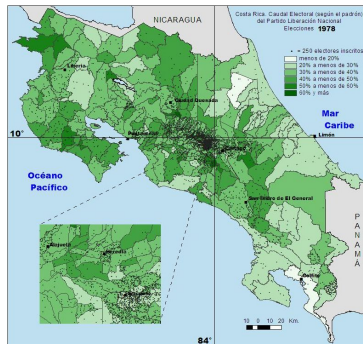 Costa Rica. Caudal Electoral (según el padrón)
del Partido Liberación Nacional
Elecciones 1978
• = 250 electores inscritos
menos de 20%
20% a menos de 30%
30% a menos de 40%
40% a menos de 50%
50% a menos de 60%
60% y más
NICARAGUA
Liberia
Ciudad Quesada
Mar
Caribe
10°
Puntarenas
Limón
Océano
Pacífico
San Isidro de El General
PANAMÁ
Alajuela
Heredia
Golfito
10 0 10 20 Km.
84°